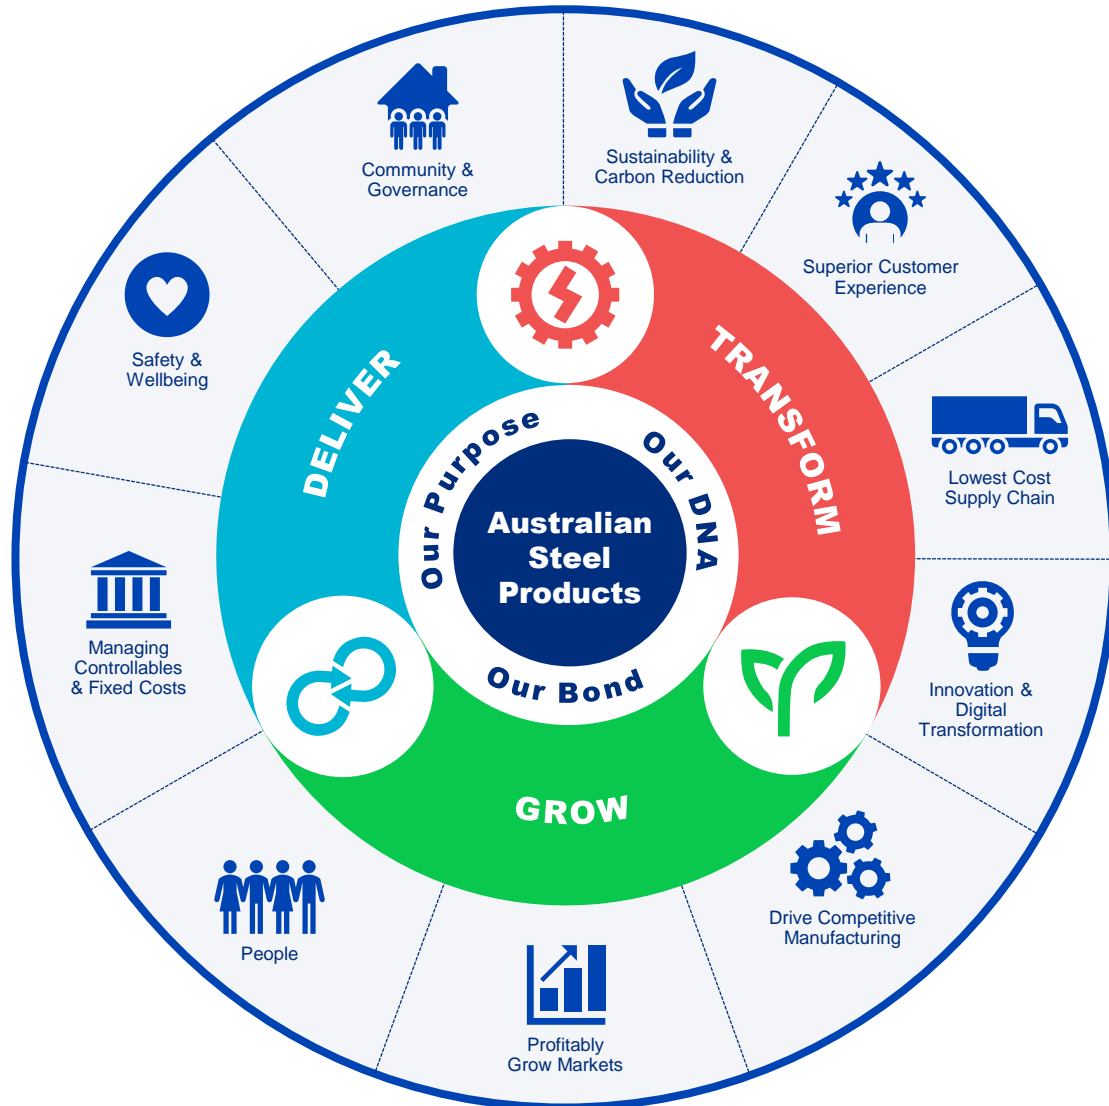 Community &
Governance
Sustainability &
Carbon Reduction
Superior Customer
Experience
Safety &
Wellbeing
DELIVER
TRANSFORM
Our Purpose
Our DNA
Lowest Cost
Supply Chain
Australian
Steel
Products
Managing
Controllables
& Fixed Costs
Our Bond
Innovation &
Digital
Transformation
GROW
Drive Competitive
Manufacturing
People
Profitably
Grow Markets